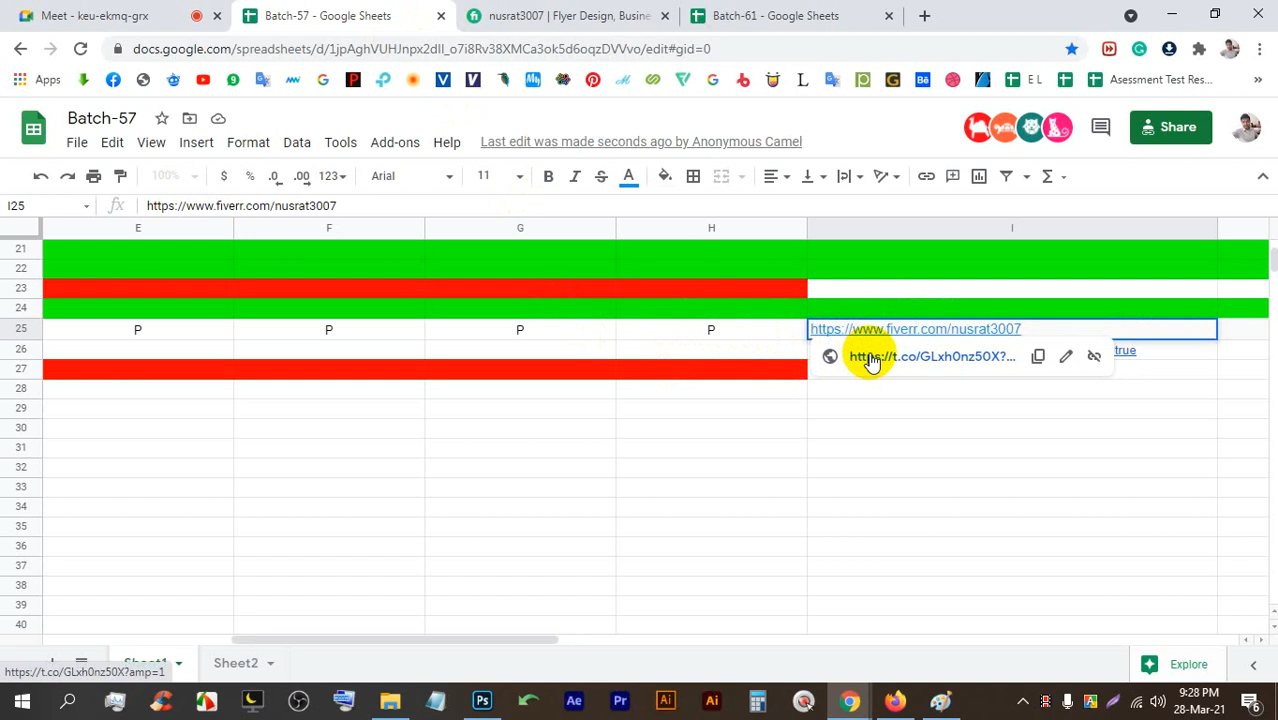 Meet - keu-ekmq-grx
Batch-57 - Google Sheets
nusrat3007 | Flyer Design, Busine
Batch-61 - Google Sheets
docs.google.com/spreadsheets/d/1jpAghVUHJnpx2dlI_o7i8Rv38XMCa3ok5d6oqzDVVvo/edit#gid=0
Apps
E L
Asessment Test Res...
Batch-57
File Edit View Insert Format Data Tools Add-ons Help
Last edit was made seconds ago by Anonymous Camel
Share
100% $ % .0 .00 123 Arial 11
I25
fx
https://www.fiverr.com/nusrat3007
E F G H I
21
22
23
24
25 P P P P https://www.fiverr.com/nusrat3007
26 true
https://t.co/GLxh0nz50X?...
27
28
29
30
31
32
33
34
35
36
37
38
39
40
Sheet1
Sheet2
Explore
https://t.co/GLxh0nz50X?amp=1
9:28 PM
28-Mar-21
6